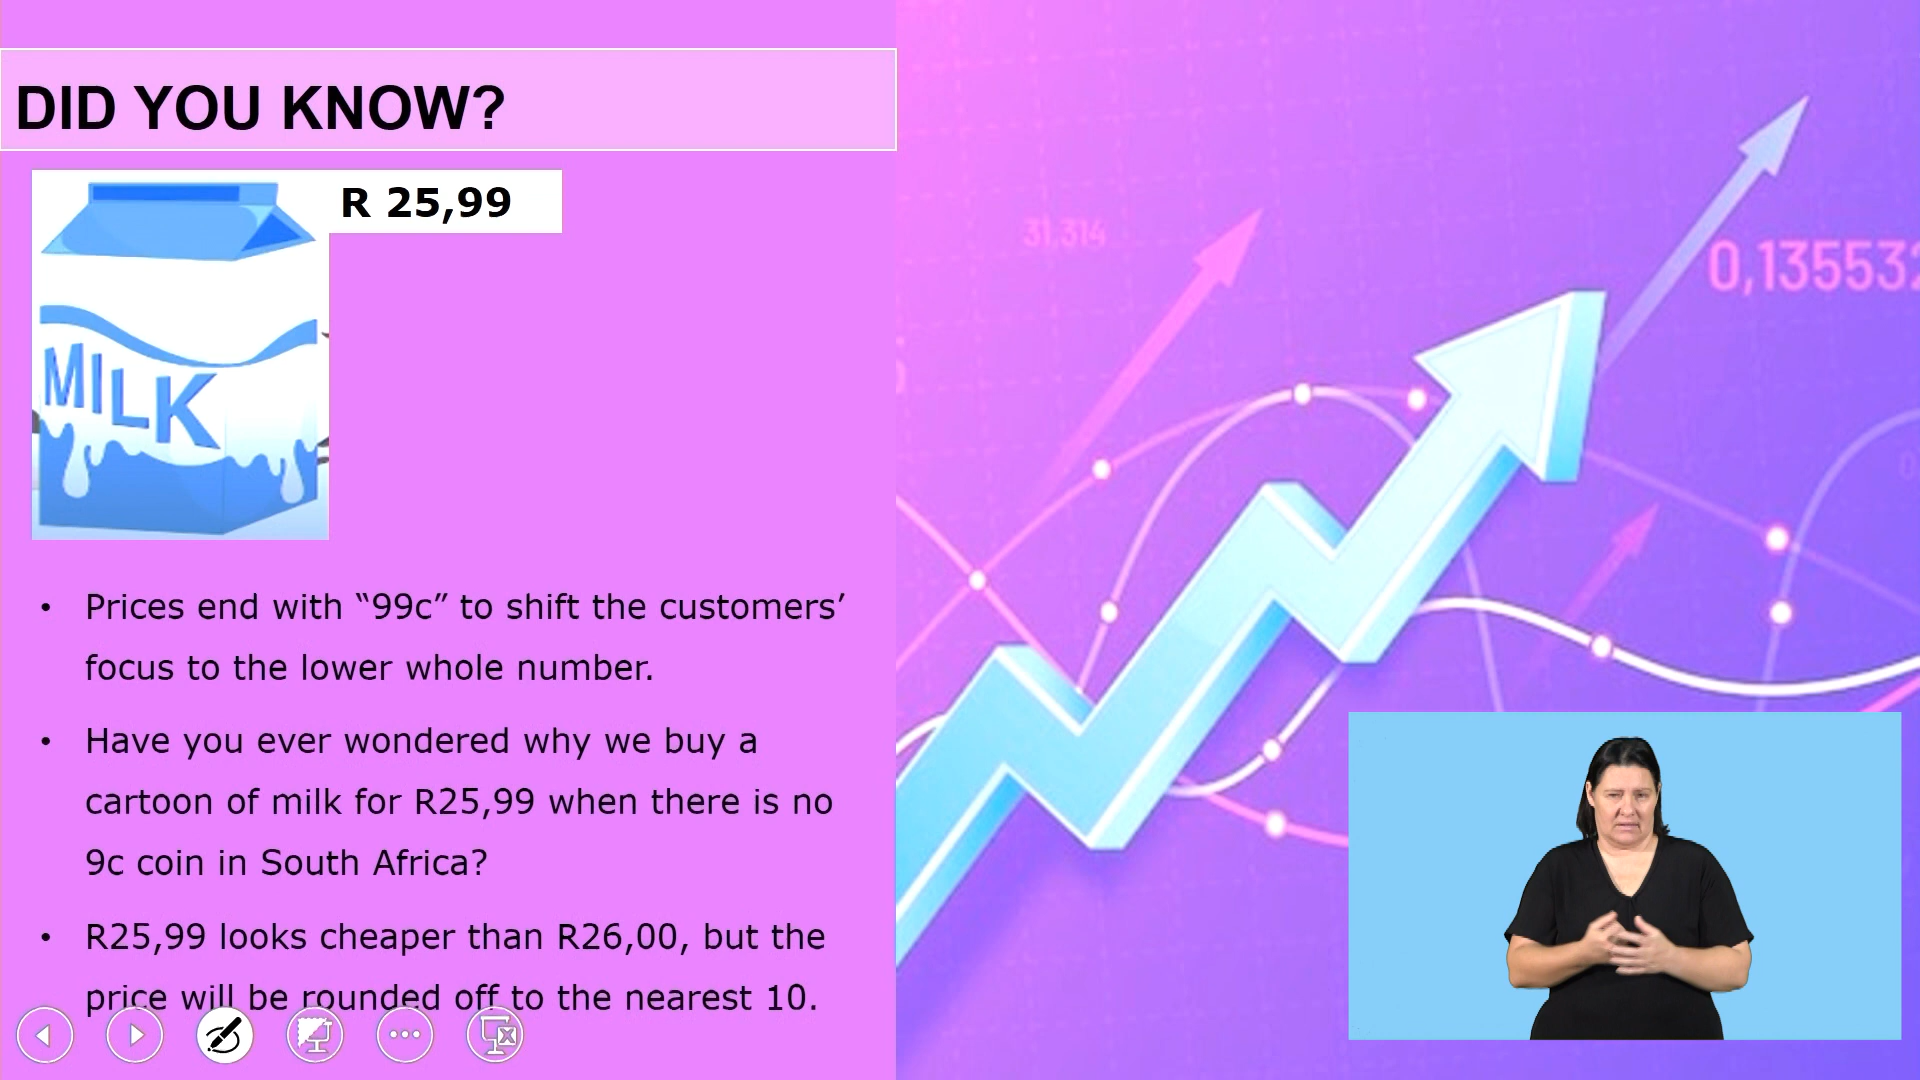 DID YOU KNOW?
R 25,99
MILK
• Prices end with “99c” to shift the customers’
focus to the lower whole number.
• Have you ever wondered why we buy a
cartoon of milk for R25,99 when there is no
9c coin in South Africa?
• R25,99 looks cheaper than R26,00, but the
price will be rounded off to the nearest 10.
31,314
0,135532